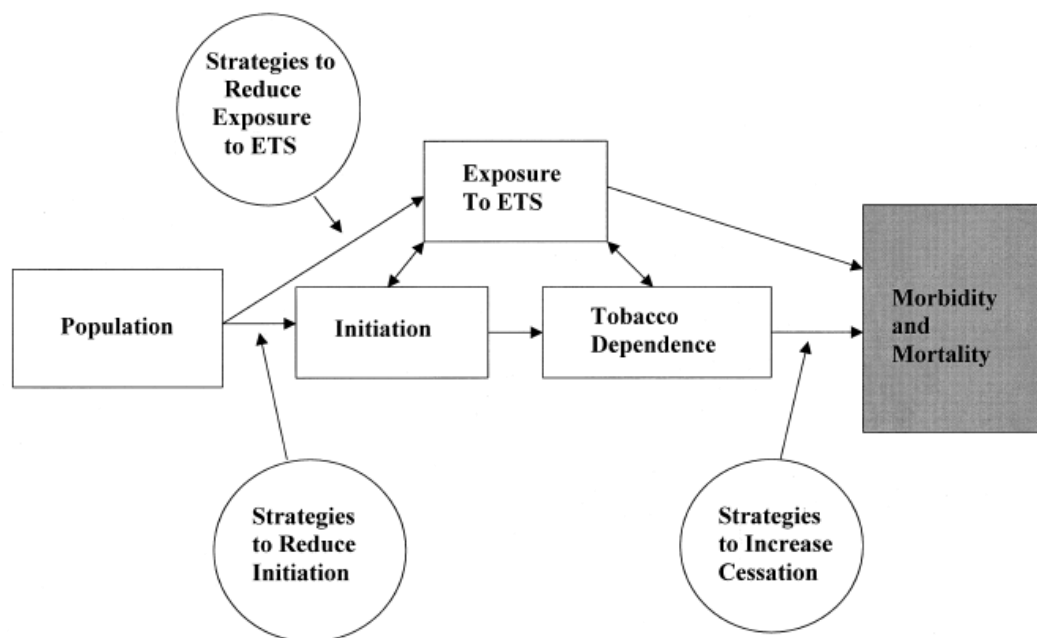 Strategies to
Reduce
Exposure
to ETS
Exposure
To ETS
Population
Initiation
Tobacco
Dependence
Morbidity
and
Mortality
Strategies
to Reduce
Initiation
Strategies
to Increase
Cessation